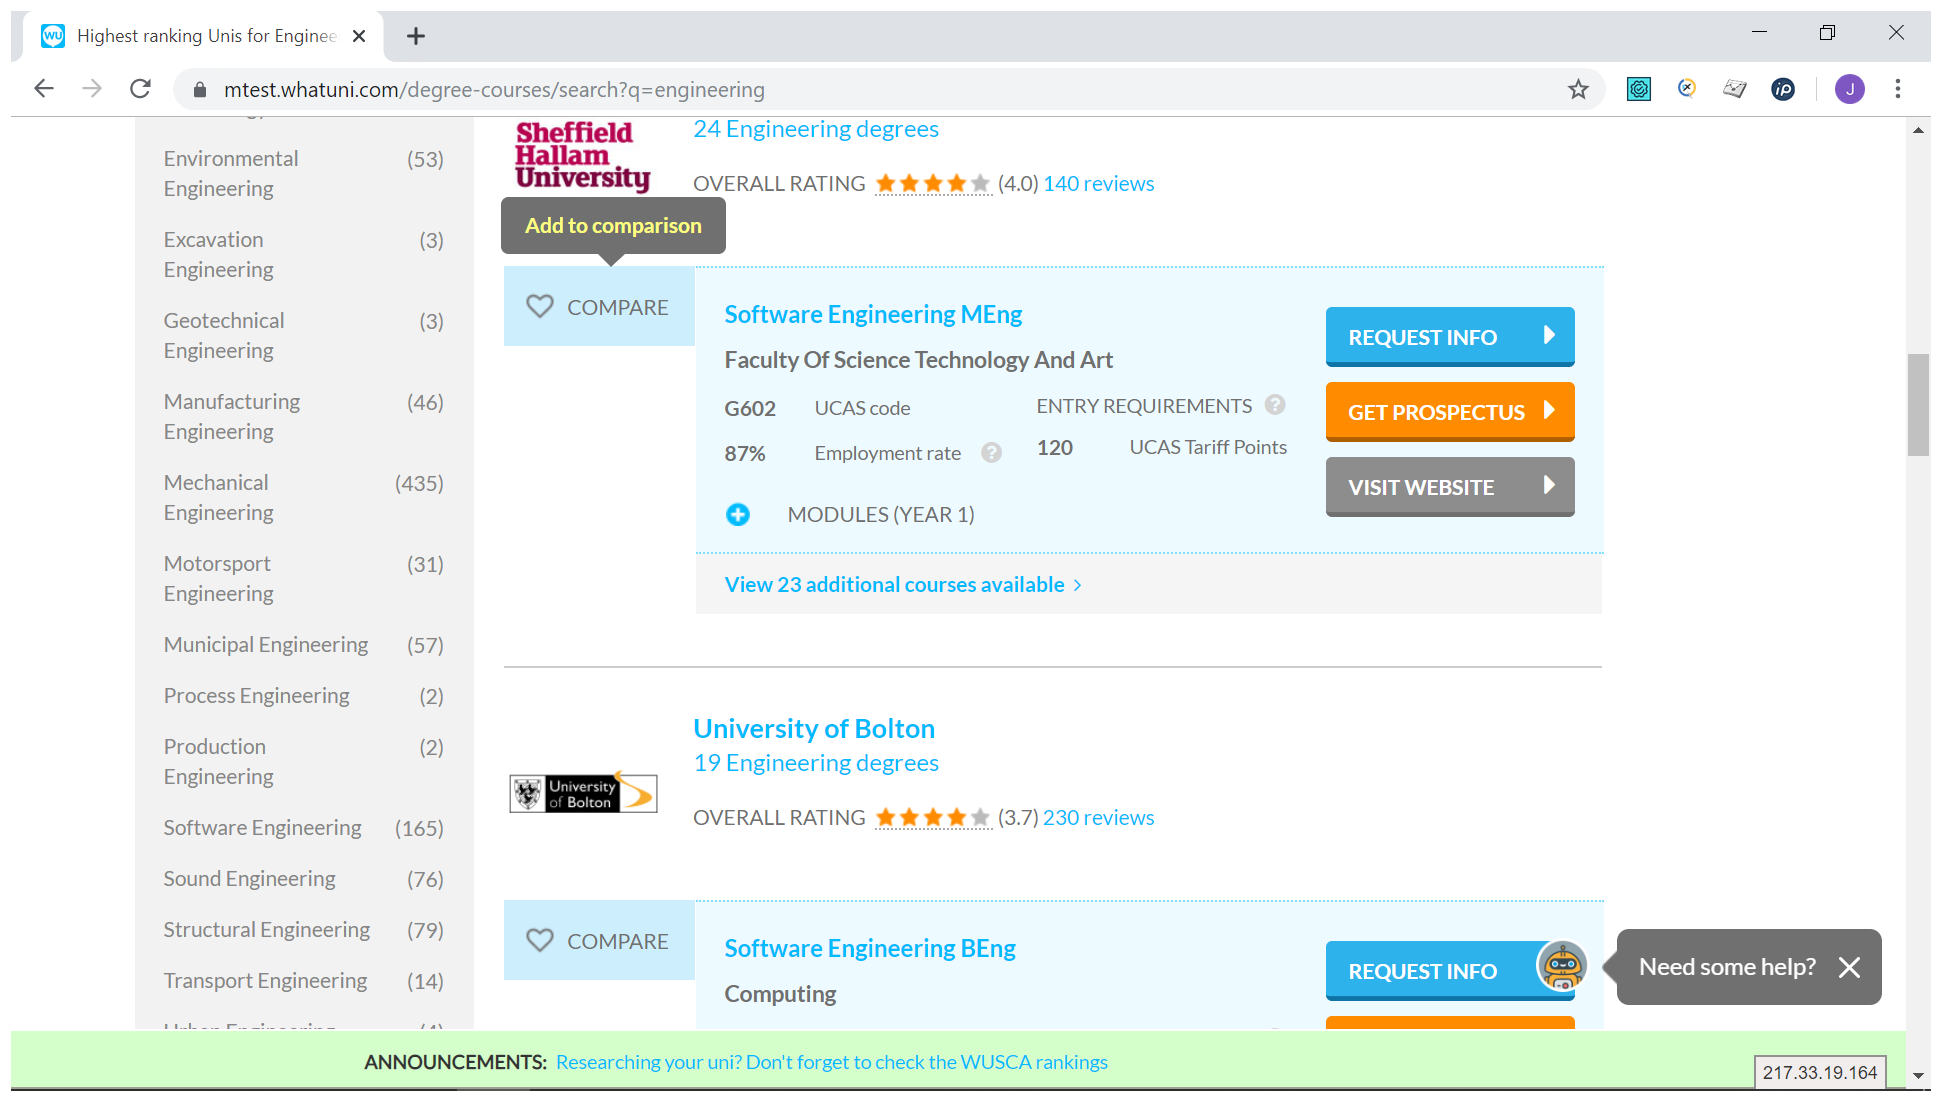 Highest ranking Unis for Enginee
mtest.whatuni.com/degree-courses/search?q=engineering
J
Environmental Engineering (53)
Excavation Engineering (3)
Geotechnical Engineering (3)
Manufacturing Engineering (46)
Mechanical Engineering (435)
Motorsport Engineering (31)
Municipal Engineering (57)
Process Engineering (2)
Production Engineering (2)
Software Engineering (165)
Sound Engineering (76)
Structural Engineering (79)
Transport Engineering (14)
Sheffield
Hallam
University
24 Engineering degrees
OVERALL RATING (4.0) 140 reviews
Add to comparison
COMPARE
Software Engineering MEng
Faculty Of Science Technology And Art
G602 UCAS code
87% Employment rate ?
ENTRY REQUIREMENTS ?
120 UCAS Tariff Points
MODULES (YEAR 1)
REQUEST INFO
GET PROSPECTUS
VISIT WEBSITE
View 23 additional courses available >
University of Bolton
19 Engineering degrees
University
of Bolton
OVERALL RATING (3.7) 230 reviews
COMPARE
Software Engineering BEng
Computing
REQUEST INFO
Need some help?
ANNOUNCEMENTS: Researching your uni? Don't forget to check the WUSCA rankings
217.33.19.164